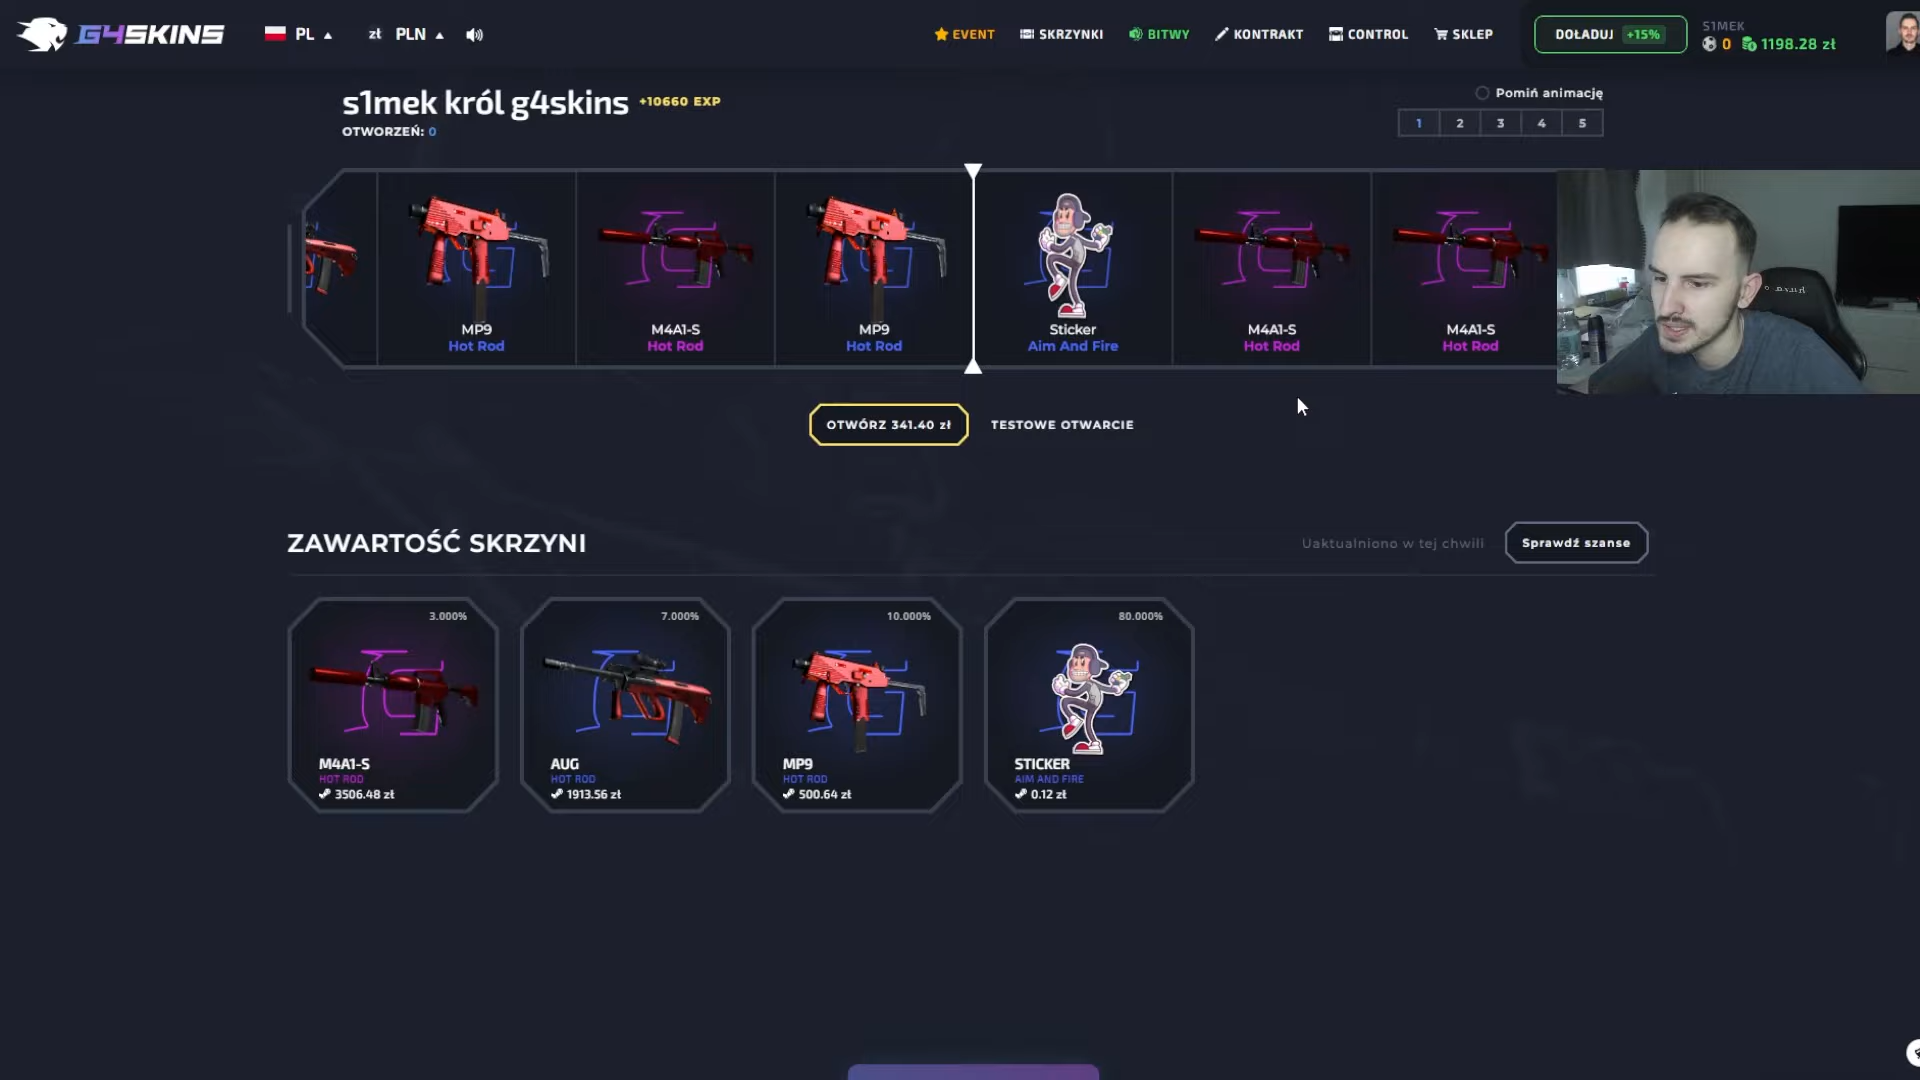 G4SKINS
PL
zł PLN
EVENT
SKRZYNKI
BITWY
KONTRAKT
CONTROL
SKLEP
DOŁADUJ +15%
S1MEK
0 1198.28 zł
s1mek król g4skins +10660 EXP
OTWORZEŃ: 0
Pomiń animację
1 2 3 4 5
MP9
Hot Rod
M4A1-S
Hot Rod
MP9
Hot Rod
Sticker
Aim And Fire
M4A1-S
Hot Rod
M4A1-S
Hot Rod
OTWÓRZ 341.40 zł
TESTOWE OTWARCIE
ZAWARTOŚĆ SKRZYNI
Uaktualniono w tej chwili
Sprawdź szanse
3.000%
M4A1-S
HOT ROD
3506.48 zł
7.000%
AUG
HOT ROD
1913.56 zł
10.000%
MP9
HOT ROD
500.64 zł
80.000%
STICKER
AIM AND FIRE
0.12 zł